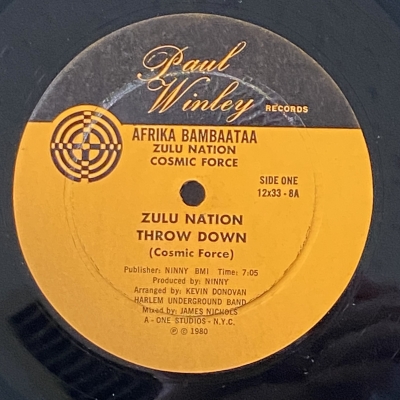 Paul
Winley RECORDS
AFRIKA BAMBAATAA
ZULU NATION
COSMIC FORCE
SIDE ONE
12x33 - 8A
ZULU NATION
THROW DOWN
(Cosmic Force)
Publisher: NINNY BMI Time: 7:05
Produced by: NINNY
Arranged by: KEVIN DONOVAN
HARLEM UNDERGROUND BAND
Mixed by: JAMES NICHOLS
A - ONE STUDIOS - N.Y.C.
Ⓟ © 1980